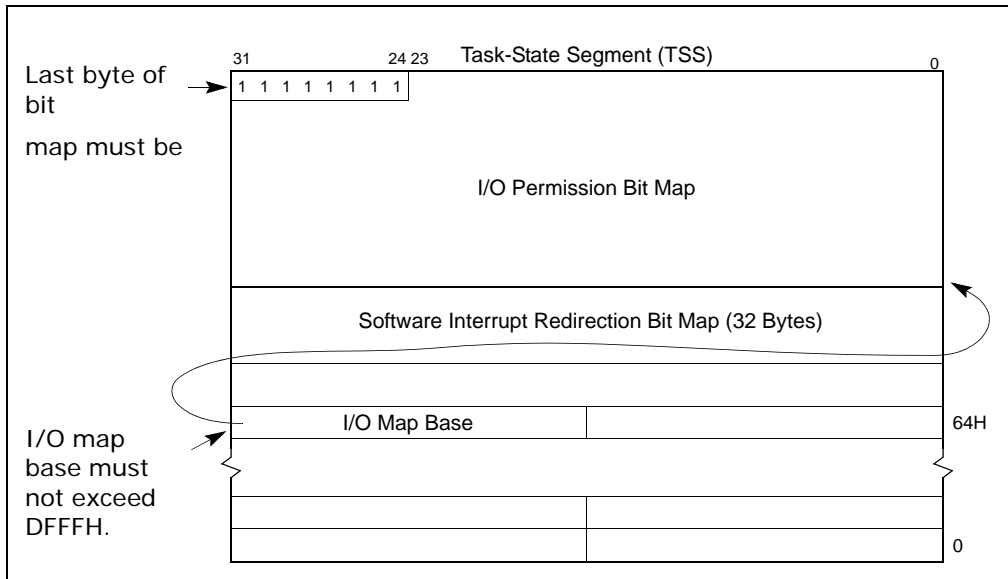 Task-State Segment (TSS)
31
24 23
0
Last byte of
bit
map must be
1 1 1 1 1 1 1 1
I/O Permission Bit Map
Software Interrupt Redirection Bit Map (32 Bytes)
I/O Map Base
64H
I/O map
base must
not exceed
DFFFH.
0